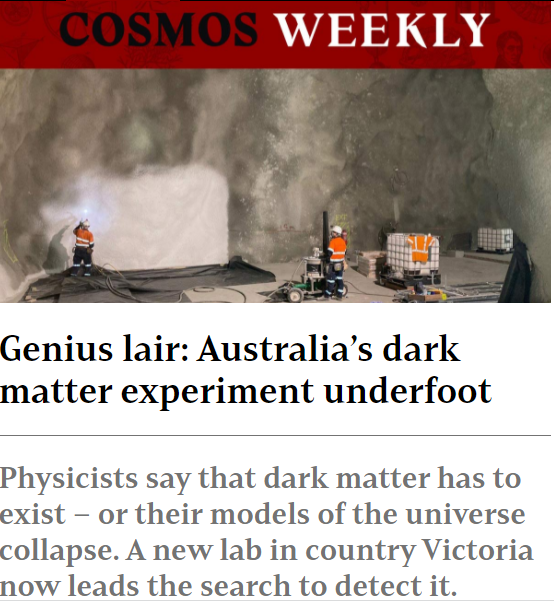 COSMOS WEEKLY
Genius lair: Australia’s dark
matter experiment underfoot
Physicists say that dark matter has to
exist – or their models of the universe
collapse. A new lab in country Victoria
now leads the search to detect it.